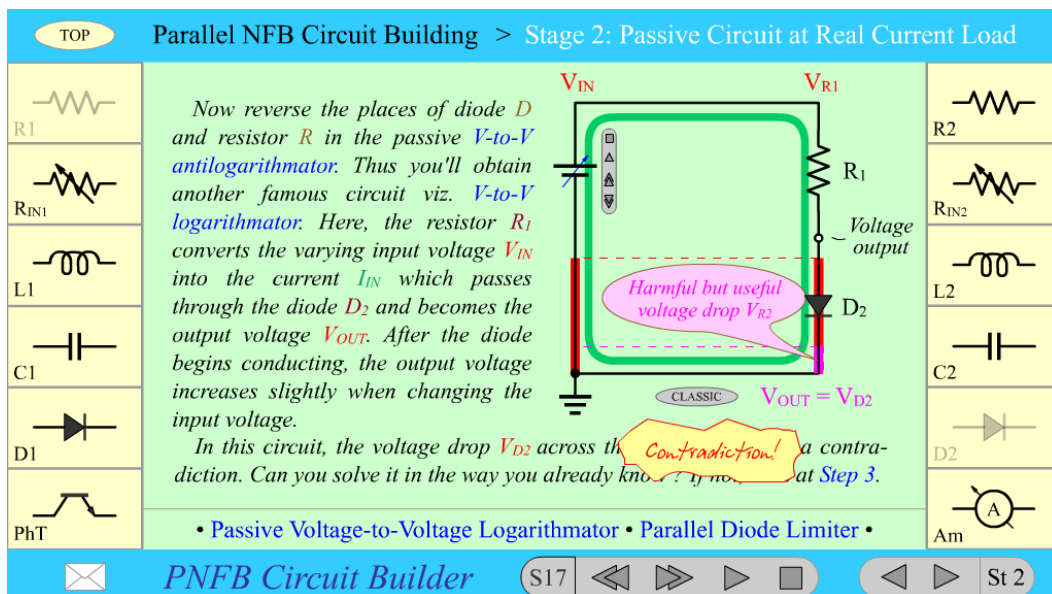 TOP
Parallel NFB Circuit Building > Stage 2: Passive Circuit at Real Current Load
R1
RIN1
L1
C1
D1
PhT
Now reverse the places of diode D
and resistor R in the passive V-to-V
antilogarithmator. Thus you'll obtain
another famous circuit viz. V-to-V
logarithmator. Here, the resistor R1
converts the varying input voltage VIN
into the current IIN which passes
through the diode D2 and becomes the
output voltage VOUT. After the diode
begins conducting, the output voltage
increases slightly when changing the
input voltage.
In this circuit, the voltage drop VD2 across a contra-
diction. Can you solve it in the way you already at Step 3.
Contradiction!
VIN
VR1
R1
Voltage
output
Harmful but useful
voltage drop VR2
D2
CLASSIC
VOUT = VD2
R2
RIN2
L2
C2
D2
A
Am
• Passive Voltage-to-Voltage Logarithmator • Parallel Diode Limiter •
PNFB Circuit Builder
S17
St 2